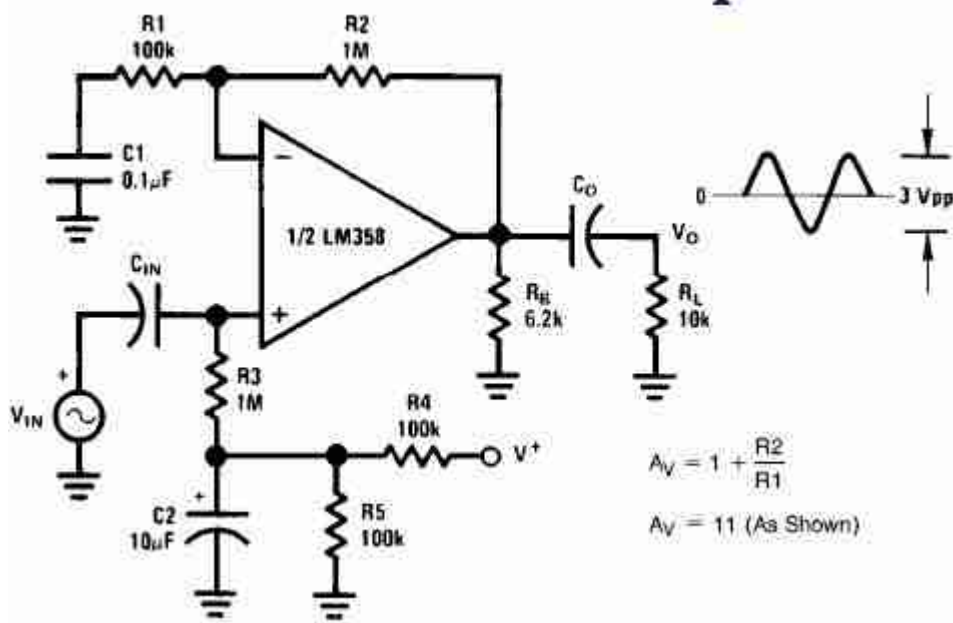 R1
100k
R2
1M
C1
0.1μF
−
1/2 LM358
+
CIN
CO
VO
0
3 Vpp
RB
6.2k
RL
10k
+
VIN
R3
1M
R4
100k
V+
+
C2
10μF
R5
100k
AV = 1 + R2/R1
AV = 11 (As Shown)